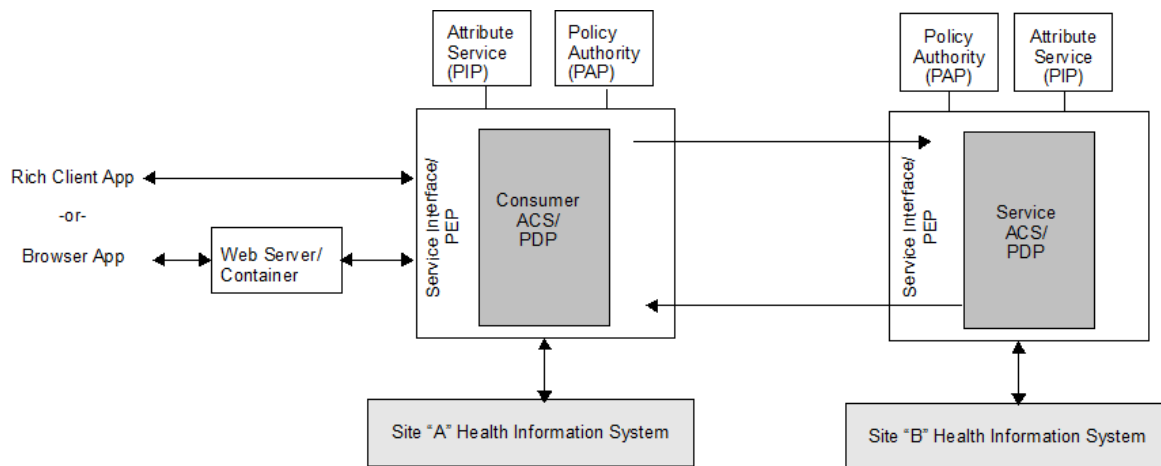 Attribute
Service
(PIP)
Policy
Authority
(PAP)
Policy
Authority
(PAP)
Attribute
Service
(PIP)
Rich Client App
-or-
Browser App
Web Server/
Container
Service Interface/
PEP
Consumer
ACS/
PDP
Service Interface/
PEP
Service
ACS/
PDP
Site “A” Health Information System
Site “B” Health Information System